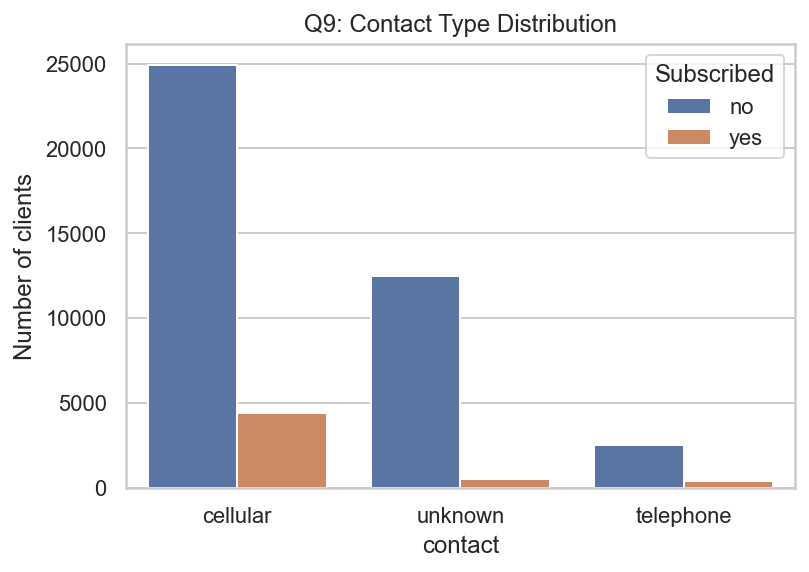 Q9: Contact Type Distribution
Subscribed
no
yes
Number of clients
25000
20000
15000
10000
5000
0
cellular
unknown
telephone
contact